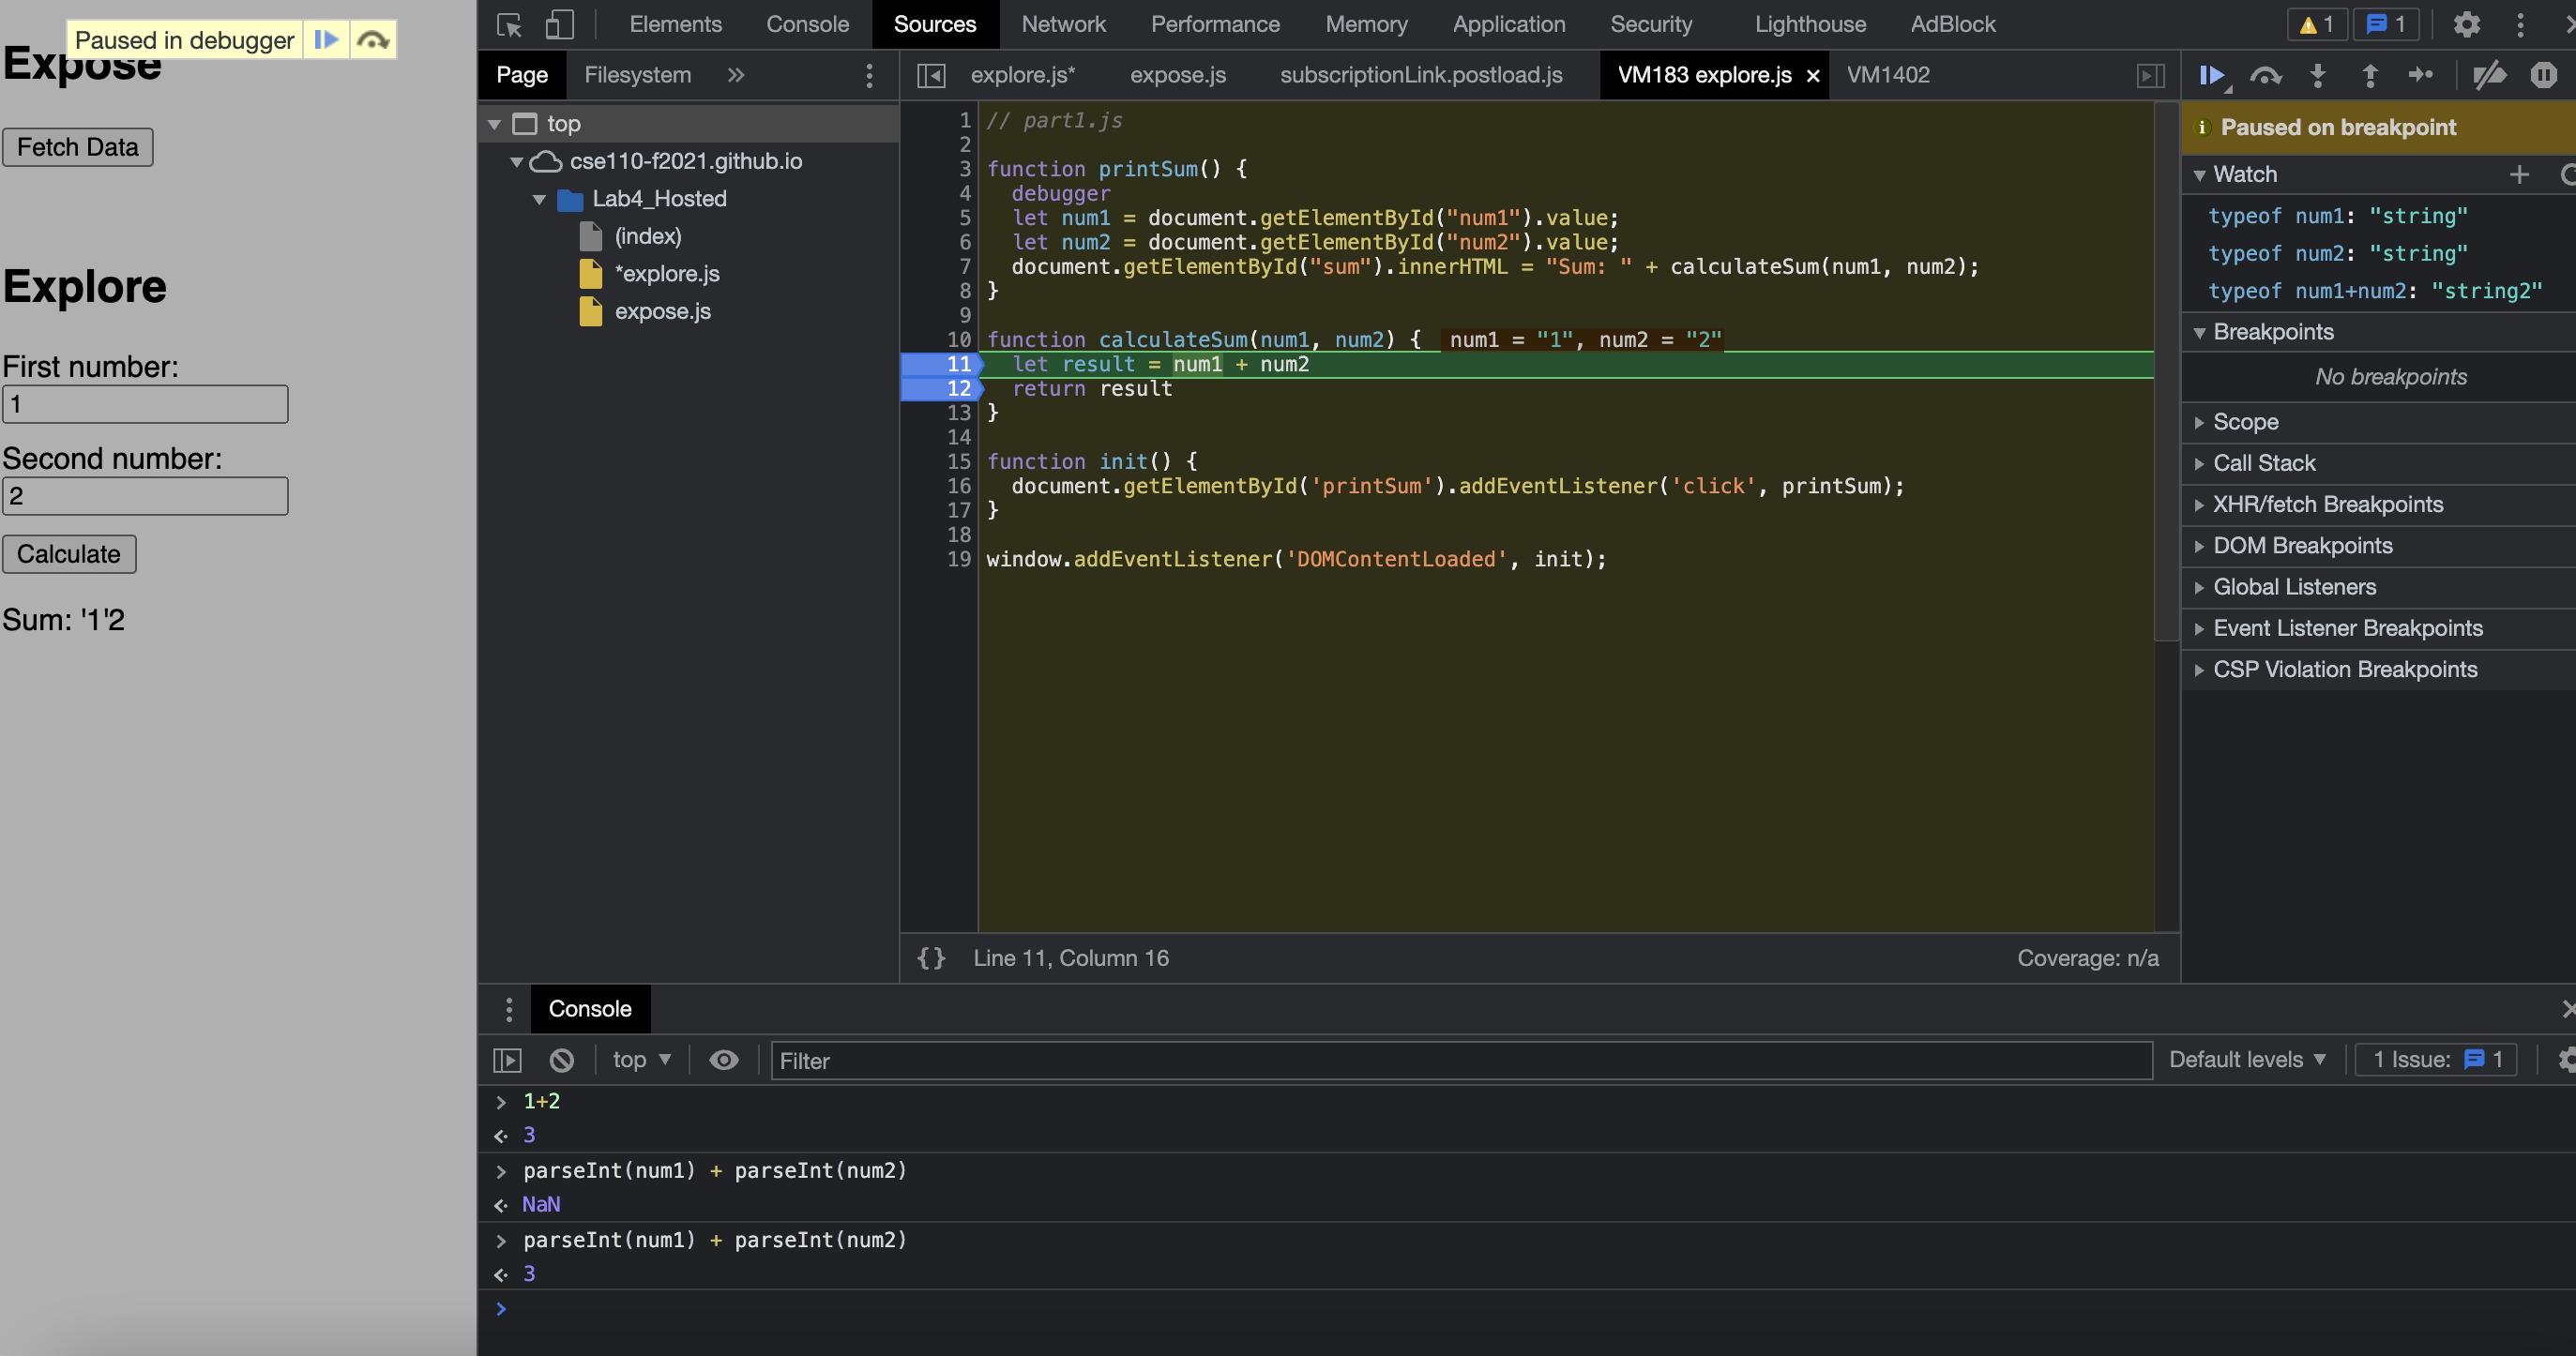 Paused in debugger
Expose
Fetch Data
Explore
First number:
1
Second number:
2
Calculate
Sum: '1'2
Elements Console Sources Network Performance Memory Application Security Lighthouse AdBlock 1 1
Page Filesystem »
explore.js* expose.js subscriptionLink.postload.js VM183 explore.js × VM1402
top
cse110-f2021.github.io
Lab4_Hosted
(index)
*explore.js
expose.js
1 // part1.js
2
3 function printSum() {
4 debugger
5 let num1 = document.getElementById("num1").value;
6 let num2 = document.getElementById("num2").value;
7 document.getElementById("sum").innerHTML = "Sum: " + calculateSum(num1, num2);
8 }
9
10 function calculateSum(num1, num2) { num1 = "1", num2 = "2"
11 let result = num1 + num2
12 return result
13 }
14
15 function init() {
16 document.getElementById('printSum').addEventListener('click', printSum);
17 }
18
19 window.addEventListener('DOMContentLoaded', init);
{} Line 11, Column 16 Coverage: n/a
Paused on breakpoint
Watch
typeof num1: "string"
typeof num2: "string"
typeof num1+num2: "string2"
Breakpoints
No breakpoints
Scope
Call Stack
XHR/fetch Breakpoints
DOM Breakpoints
Global Listeners
Event Listener Breakpoints
CSP Violation Breakpoints
Console
top Filter Default levels 1 Issue: 1
> 1+2
3
> parseInt(num1) + parseInt(num2)
NaN
> parseInt(num1) + parseInt(num2)
3
>